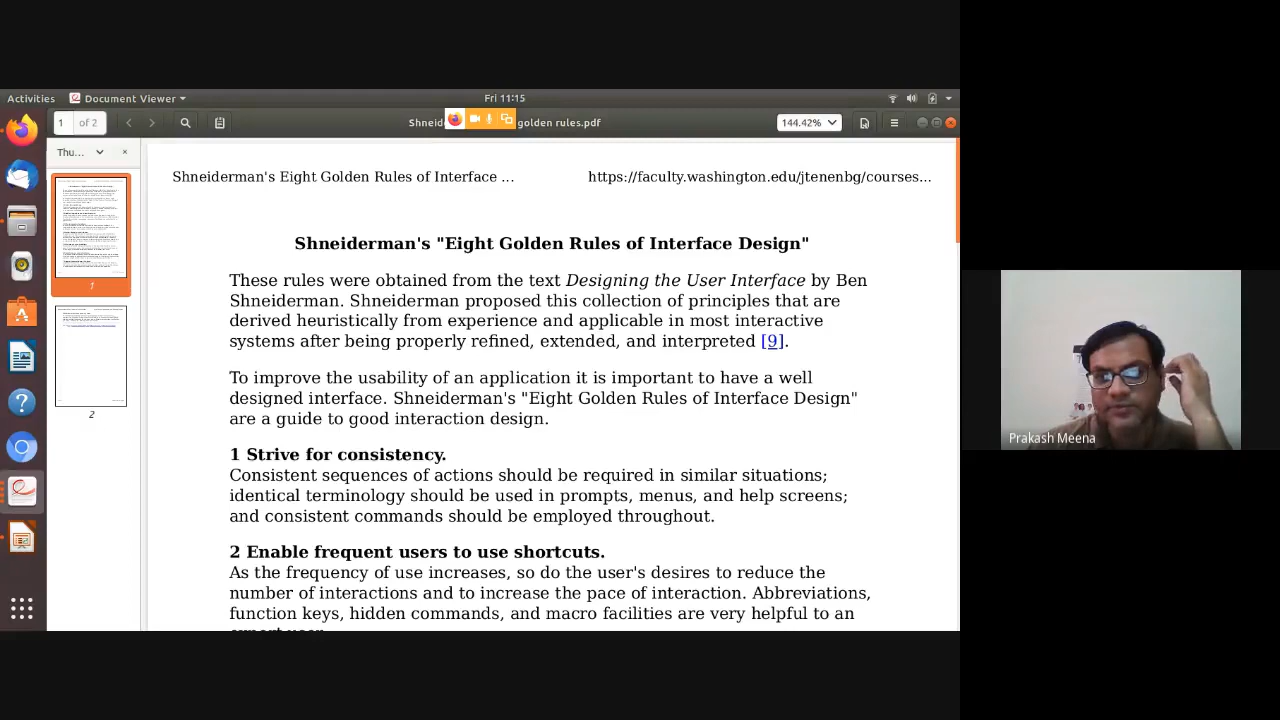 Activities
Document Viewer
Fri 11:15
1
of 2
golden rules.pdf
144.42%
Thu...
Shneiderman's Eight Golden Rules of Interface ...
https://faculty.washington.edu/jtenenbg/courses...
Shneiderman's "Eight Golden Rules of Interface Design"
These rules were obtained from the text Designing the User Interface by Ben
Shneiderman. Shneiderman proposed this collection of principles that are
derived heuristically from experience and applicable in most interactive
systems after being properly refined, extended, and interpreted [9].
To improve the usability of an application it is important to have a well
designed interface. Shneiderman's "Eight Golden Rules of Interface Design"
are a guide to good interaction design.
1 Strive for consistency.
Consistent sequences of actions should be required in similar situations;
identical terminology should be used in prompts, menus, and help screens;
and consistent commands should be employed throughout.
2 Enable frequent users to use shortcuts.
As the frequency of use increases, so do the user's desires to reduce the
number of interactions and to increase the pace of interaction. Abbreviations,
function keys, hidden commands, and macro facilities are very helpful to an
1
2
Prakash Meena